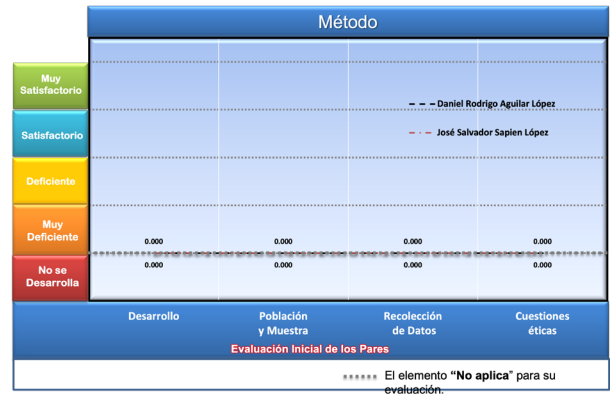 Método
Muy
Satisfactorio
Satisfactorio
Deficiente
Muy
Deficiente
No se
Desarrolla
Daniel Rodrigo Aguilar López
José Salvador Sapien López
0.000 0.000 0.000 0.000
0.000 0.000 0.000 0.000
Desarrollo
Población
y Muestra
Recolección
de Datos
Cuestiones
éticas
Evaluación Inicial de los Pares
El elemento “No aplica” para su
evaluación.